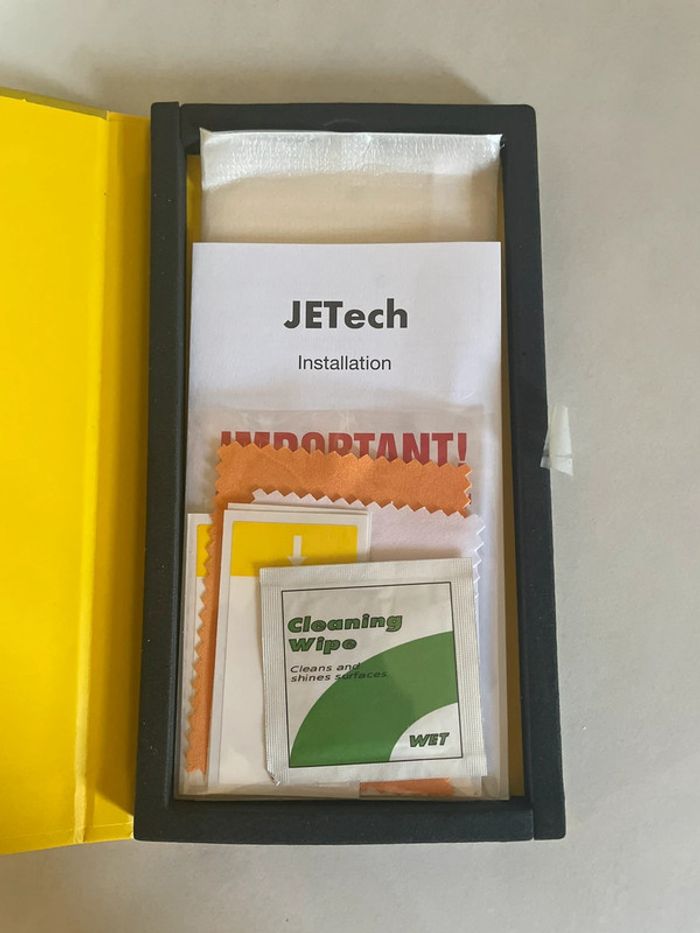 JETech
Installation
IMPORTANT!
Cleaning
Wipe
Cleans and
shines surfaces
WET